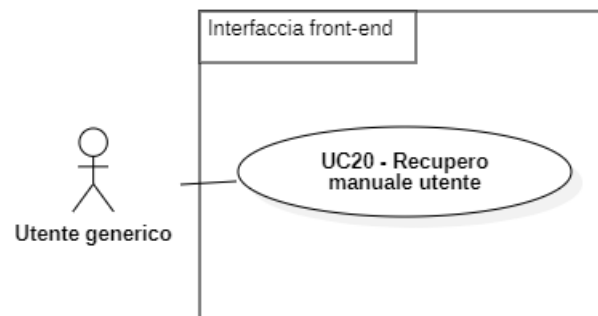 Interfaccia front-end
UC20 - Recupero
manuale utente
Utente generico